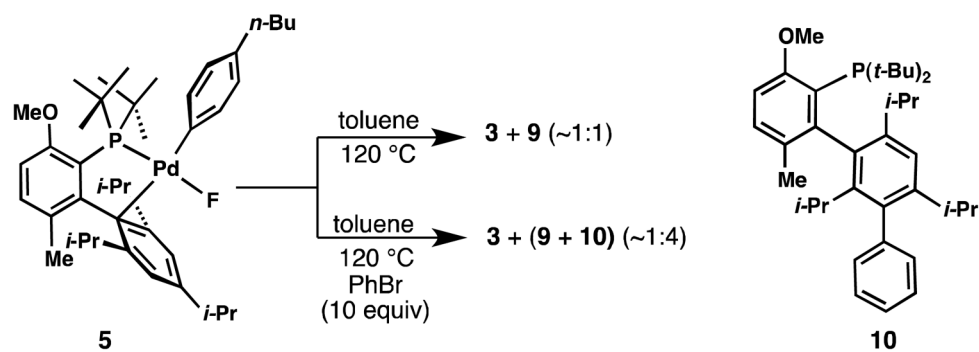 n-Bu
MeO
P
Pd
F
i-Pr
i-Pr
Me
i-Pr
5
toluene
120 °C
3 + 9 (~1:1)
toluene
120 °C
PhBr
(10 equiv)
3 + (9 + 10) (~1:4)
OMe
P(t-Bu)2
i-Pr
Me
i-Pr
i-Pr
10